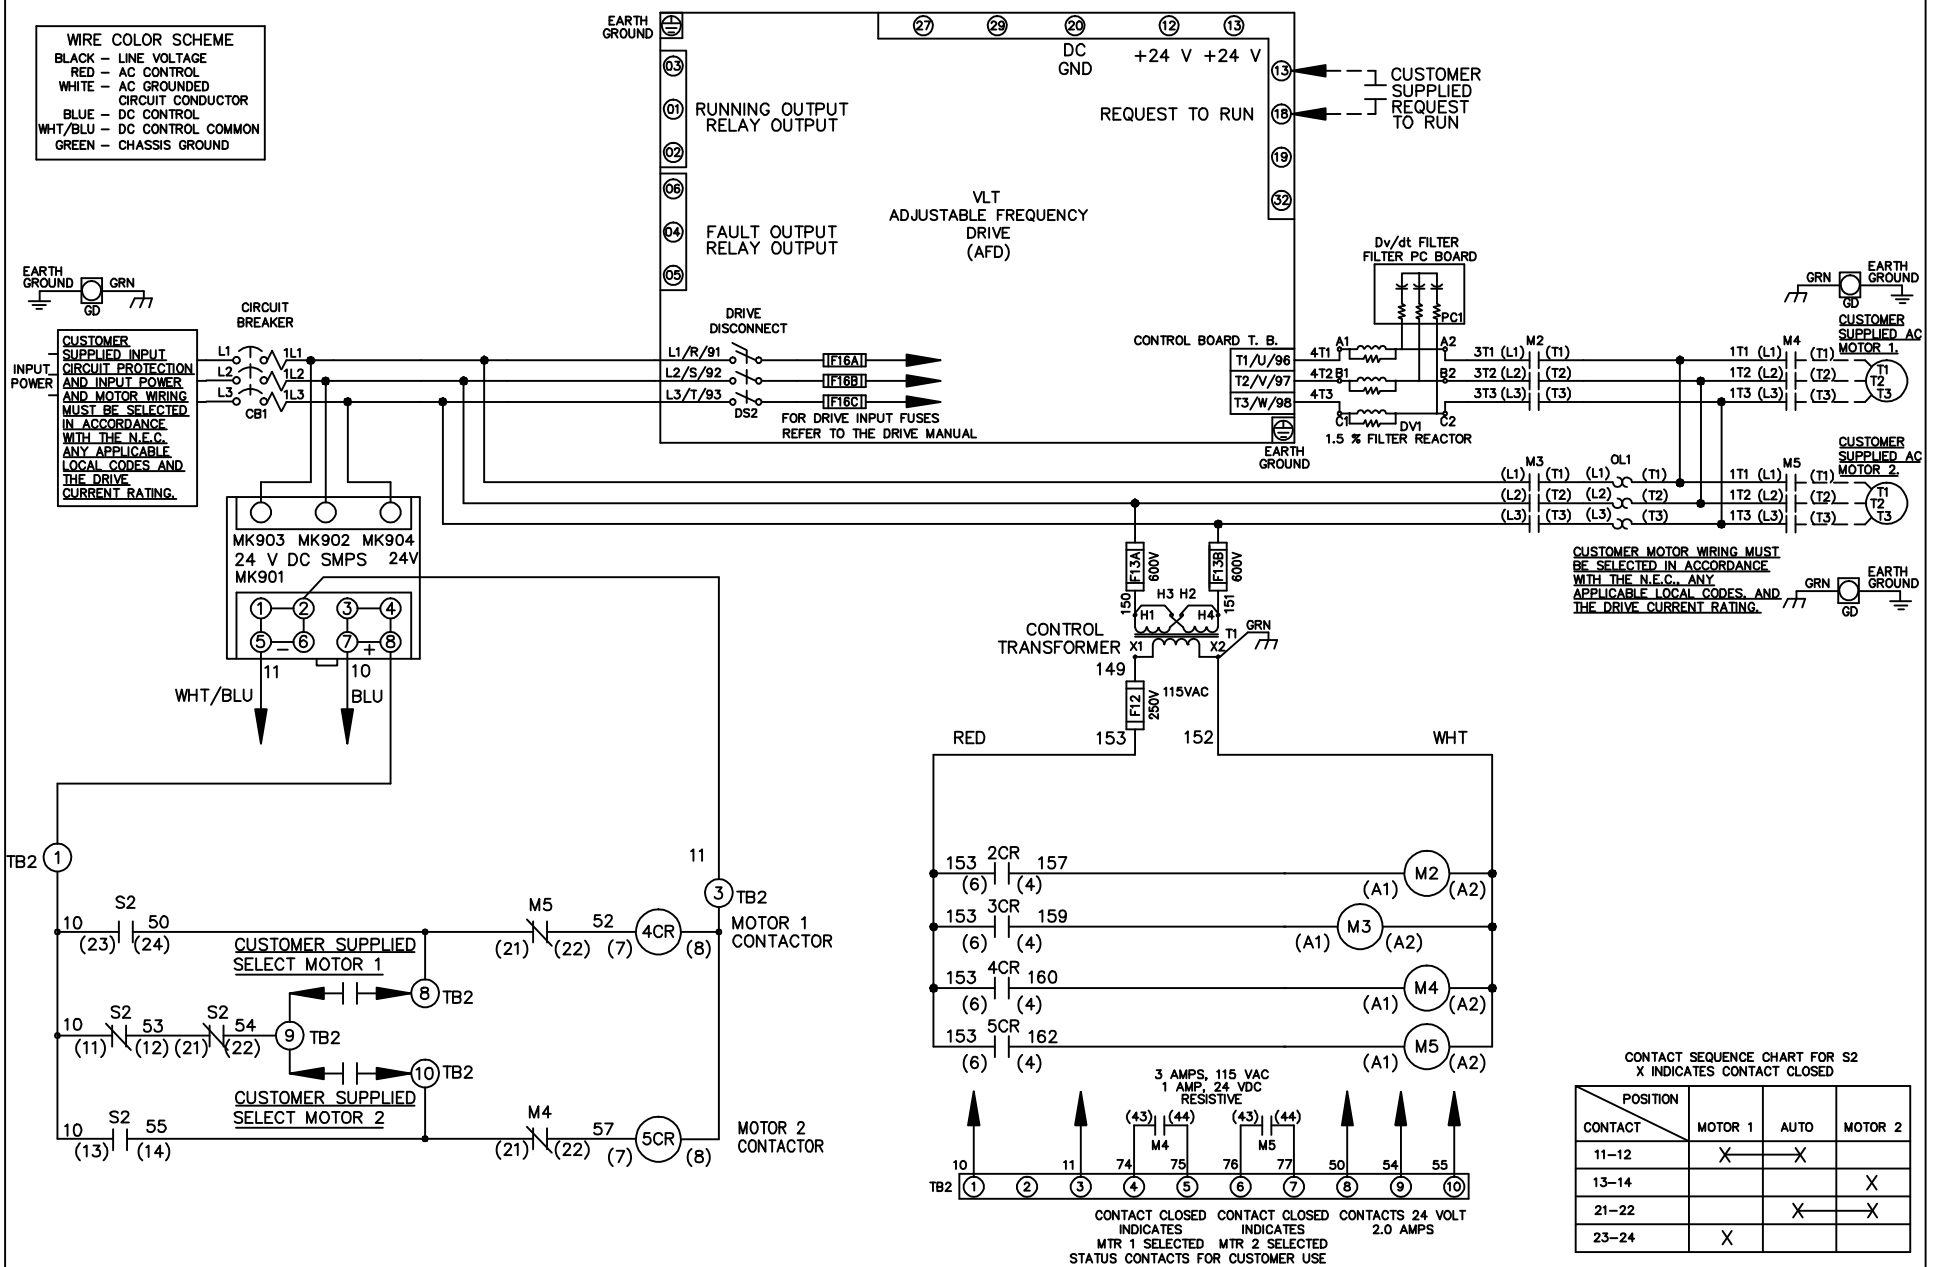 WIRE COLOR SCHEME
BLACK – LINE VOLTAGE
RED – AC CONTROL
WHITE – AC GROUNDED
CIRCUIT CONDUCTOR
BLUE – DC CONTROL
WHT/BLU – DC CONTROL COMMON
GREEN – CHASSIS GROUND
EARTH
GROUND
27 29 20 12 13
DC
GND
+24 V +24 V
03
01
02
RUNNING OUTPUT
RELAY OUTPUT
06
04
05
FAULT OUTPUT
RELAY OUTPUT
13
18
19
32
REQUEST TO RUN
CUSTOMER
SUPPLIED
REQUEST
TO RUN
VLT
ADJUSTABLE FREQUENCY
DRIVE
(AFD)
EARTH
GROUND
GRN
GD
CIRCUIT
BREAKER
INPUT
POWER
CUSTOMER
SUPPLIED INPUT
CIRCUIT PROTECTION
AND INPUT POWER
AND MOTOR WIRING
MUST BE SELECTED
IN ACCORDANCE
WITH THE N.E.C.
ANY APPLICABLE
LOCAL CODES AND
THE DRIVE
CURRENT RATING.
L1 1L1
L2 1L2
L3 1L3
CB1
DRIVE
DISCONNECT
L1/R/91 F16A
L2/S/92 F16B
L3/T/93 F16C
DS2
FOR DRIVE INPUT FUSES
REFER TO THE DRIVE MANUAL
CONTROL BOARD T. B.
T1/U/96 4T1
T2/V/97 4T2
T3/W/98 4T3
EARTH
GROUND
Dv/dt FILTER
FILTER PC BOARD
PC1
A1 A2
B1 B2
C1 C2
DV1
1.5 % FILTER REACTOR
M2
3T1 (L1) (T1)
3T2 (L2) (T2)
3T3 (L3) (T3)
M4
1T1 (L1) (T1)
1T2 (L2) (T2)
1T3 (L3) (T3)
GRN
GD
EARTH
GROUND
CUSTOMER
SUPPLIED AC
MOTOR 1.
T1
T2
T3
M3 OL1
(L1) (T1) (L1) (T1)
(L2) (T2) (L2) (T2)
(L3) (T3) (L3) (T3)
M5
1T1 (L1) (T1)
1T2 (L2) (T2)
1T3 (L3) (T3)
CUSTOMER
SUPPLIED AC
MOTOR 2.
T1
T2
T3
CUSTOMER MOTOR WIRING MUST
BE SELECTED IN ACCORDANCE
WITH THE N.E.C., ANY
APPLICABLE LOCAL CODES, AND
THE DRIVE CURRENT RATING.
GRN
GD
EARTH
GROUND
MK903 MK902 MK904
24 V DC SMPS 24V
MK901
1 2 3 4
5 – 6 7 + 8
11 10
WHT/BLU BLU
F13A 600V
F13B 600V
150 151
H3 H2
H1 H4
CONTROL
TRANSFORMER
T1
X1 X2
GRN
149
F12 250V
115VAC
153 152
RED WHT
TB2 1
11
3 TB2
10 S2 50
(23) (24)
M5
(21) (22)
52
(7) 4CR (8)
MOTOR 1
CONTACTOR
CUSTOMER SUPPLIED
SELECT MOTOR 1
8 TB2
10 S2 53 S2 54
(11) (12) (21) (22)
9 TB2
10 TB2
CUSTOMER SUPPLIED
SELECT MOTOR 2
10 S2 55
(13) (14)
M4
(21) (22)
57
(7) 5CR (8)
MOTOR 2
CONTACTOR
153 2CR 157
(6) (4)
(A1) M2 (A2)
153 3CR 159
(6) (4)
(A1) M3 (A2)
153 4CR 160
(6) (4)
(A1) M4 (A2)
153 5CR 162
(6) (4)
(A1) M5 (A2)
3 AMPS, 115 VAC
1 AMP, 24 VDC
RESISTIVE
(43) (44) (43) (44)
M4 M5
10 11 74 75 76 77 50 54 55
TB2 1 2 3 4 5 6 7 8 9 10
CONTACT CLOSED
INDICATES
MTR 1 SELECTED
CONTACT CLOSED
INDICATES
MTR 2 SELECTED
STATUS CONTACTS FOR CUSTOMER USE
CONTACTS 24 VOLT
2.0 AMPS
CONTACT SEQUENCE CHART FOR S2
X INDICATES CONTACT CLOSED
POSITION
CONTACT MOTOR 1 AUTO MOTOR 2
11–12 X X
13–14 X
21–22 X X
23–24 X